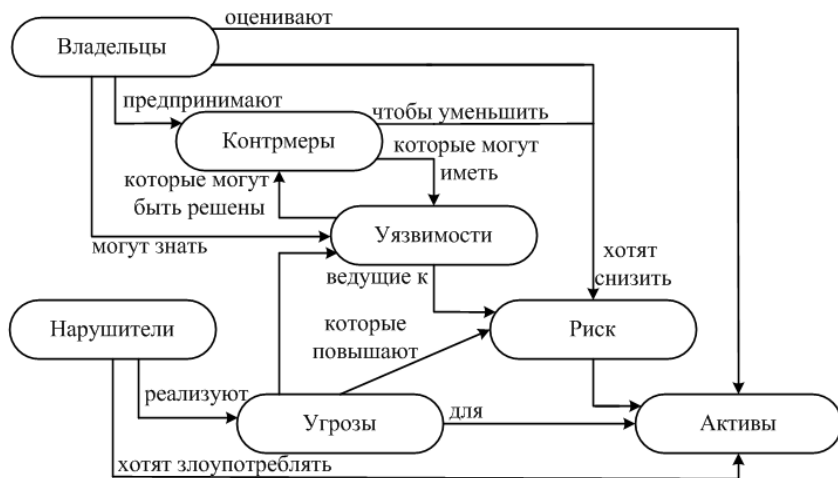 оценивают
Владельцы
предпринимают
чтобы уменьшить
Контрмеры
которые могут
иметь
которые могут
быть решены
Уязвимости
могут знать
ведущие к
хотят
снизить
Нарушители
которые
повышают
Риск
реализуют
Угрозы
для
Активы
хотят злоупотреблять